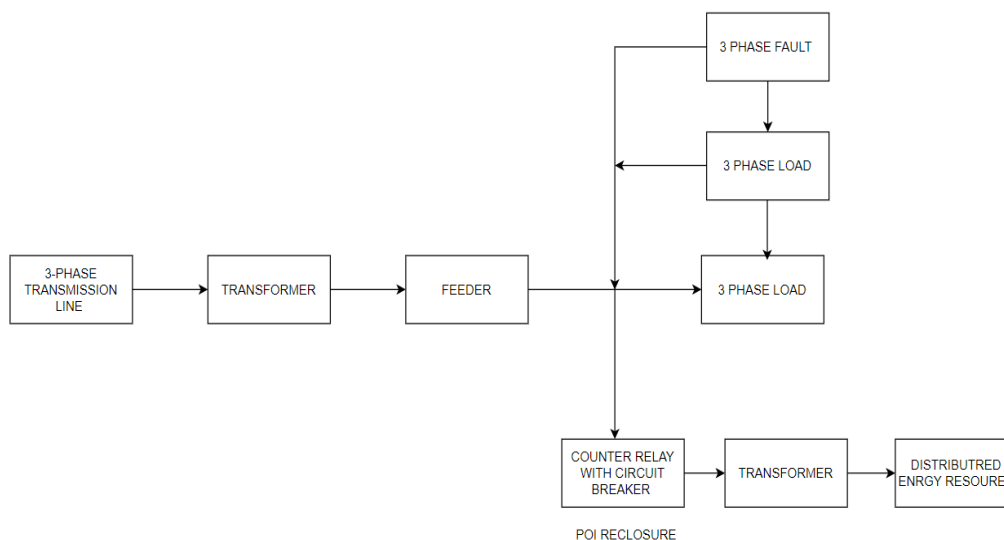 3 PHASE FAULT
3 PHASE LOAD
3-PHASE
TRANSMISSION
LINE
TRANSFORMER
FEEDER
3 PHASE LOAD
COUNTER RELAY
WITH CIRCUIT
BREAKER
TRANSFORMER
DISTRIBUTRED
ENRGY RESOURE
POI RECLOSURE